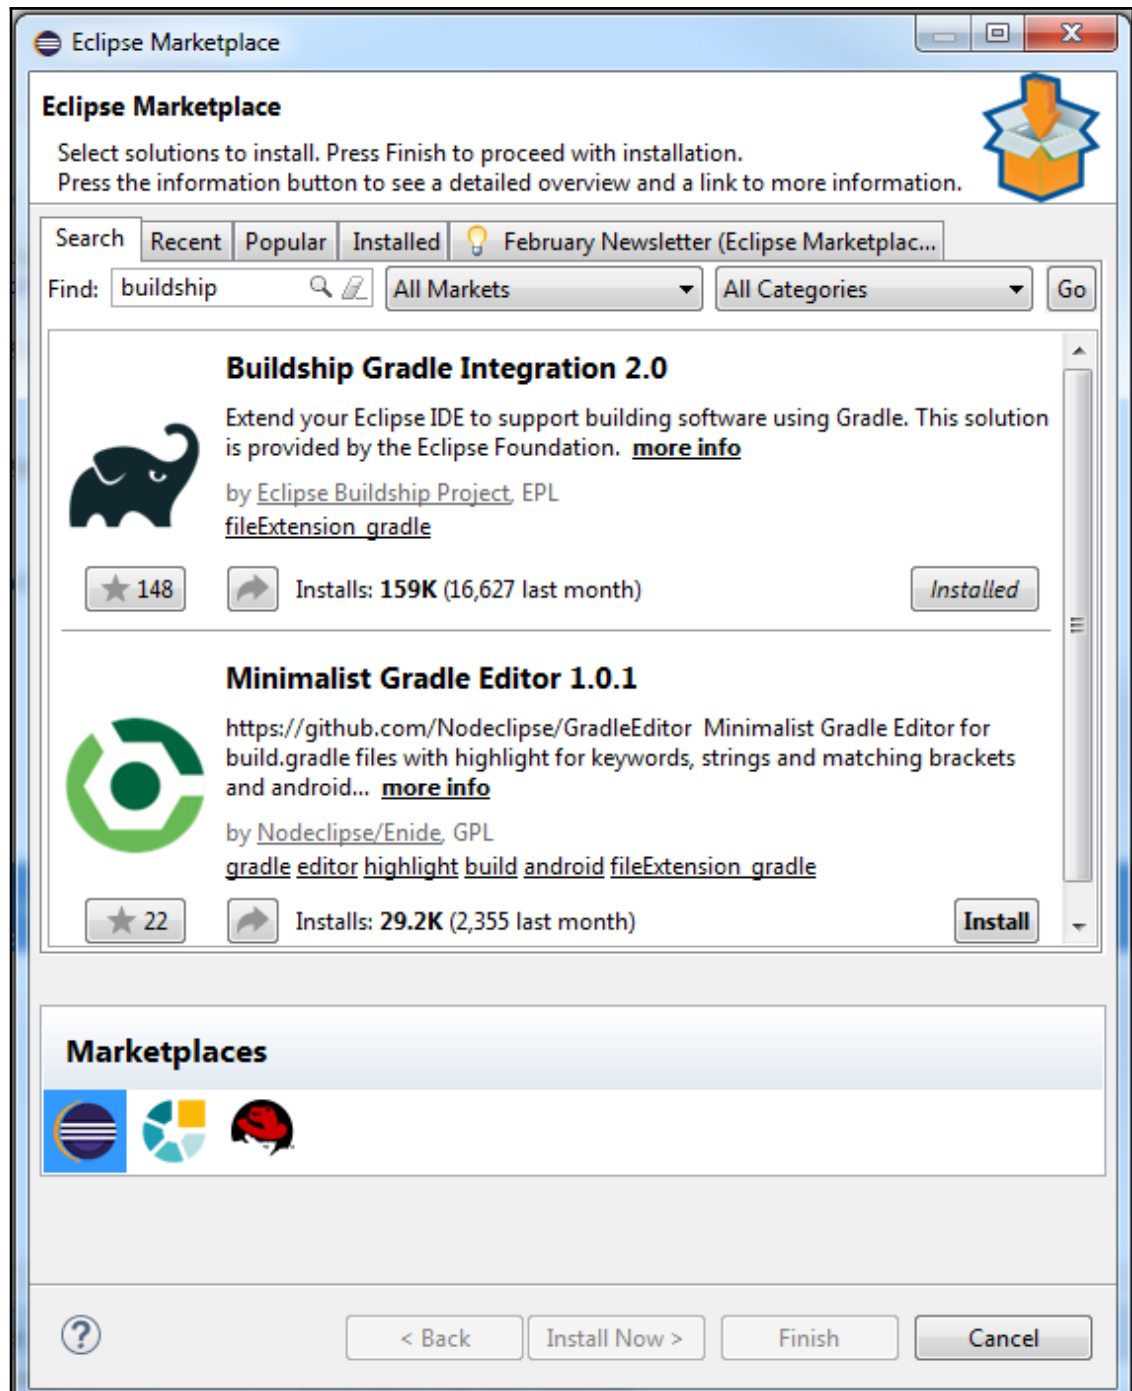 Eclipse Marketplace
Eclipse Marketplace
Select solutions to install. Press Finish to proceed with installation.
Press the information button to see a detailed overview and a link to more information.
Search Recent Popular Installed February Newsletter (Eclipse Marketplac...
Find: buildship All Markets All Categories Go
Buildship Gradle Integration 2.0
Extend your Eclipse IDE to support building software using Gradle. This solution
is provided by the Eclipse Foundation. more info
by Eclipse Buildship Project, EPL
fileExtension_gradle
148 Installs: 159K (16,627 last month) Installed
Minimalist Gradle Editor 1.0.1
https://github.com/Nodeclipse/GradleEditor Minimalist Gradle Editor for
build.gradle files with highlight for keywords, strings and matching brackets
and android... more info
by Nodeclipse/Enide, GPL
gradle editor highlight build android fileExtension_gradle
22 Installs: 29.2K (2,355 last month) Install
Marketplaces
? < Back Install Now > Finish Cancel